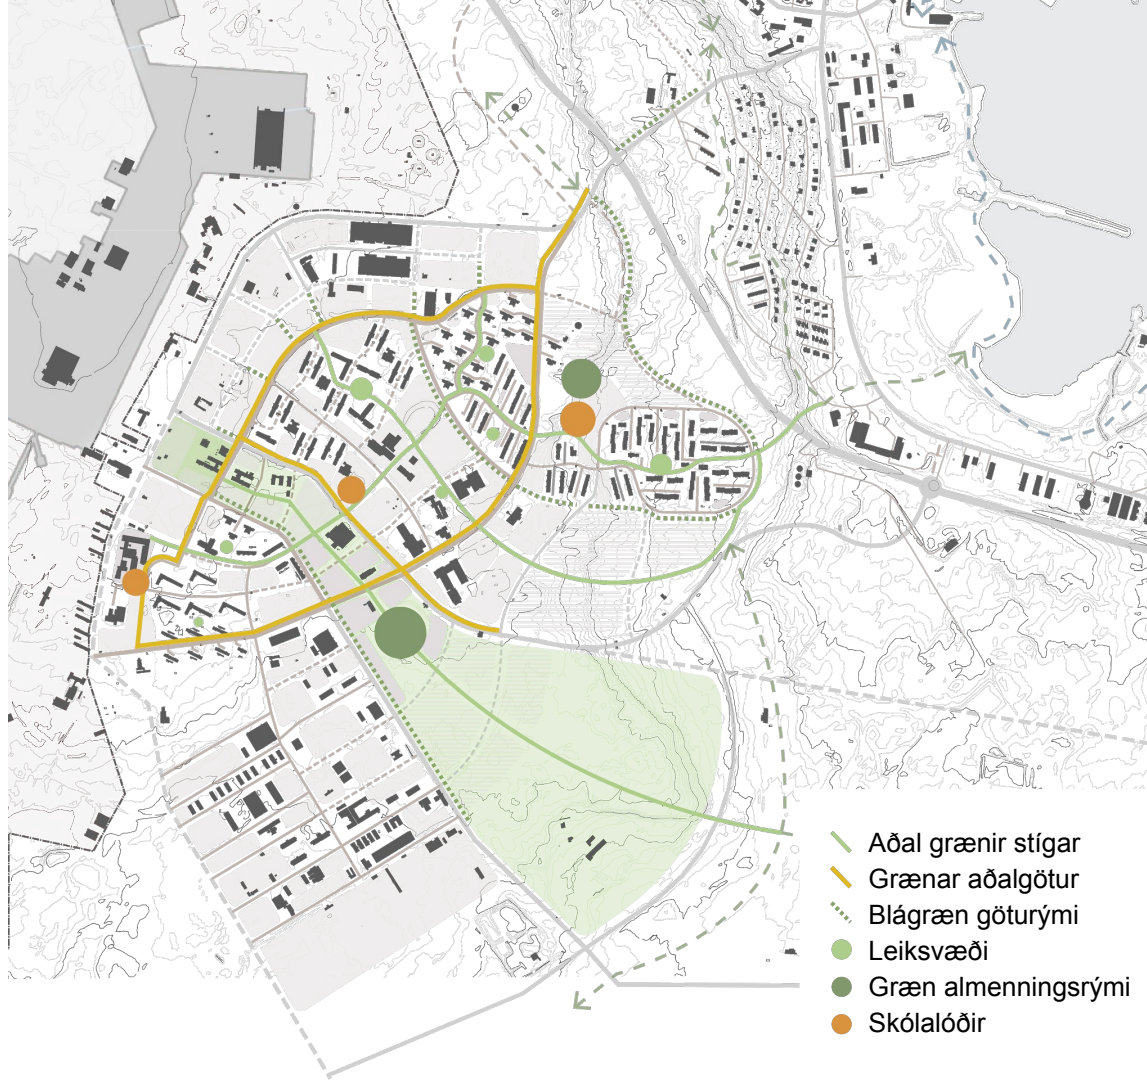 Aðal grænir stígar
Grænar aðalgötur
Blágræn göturými
Leiksvæði
Græn almenningsrými
Skólalóðir